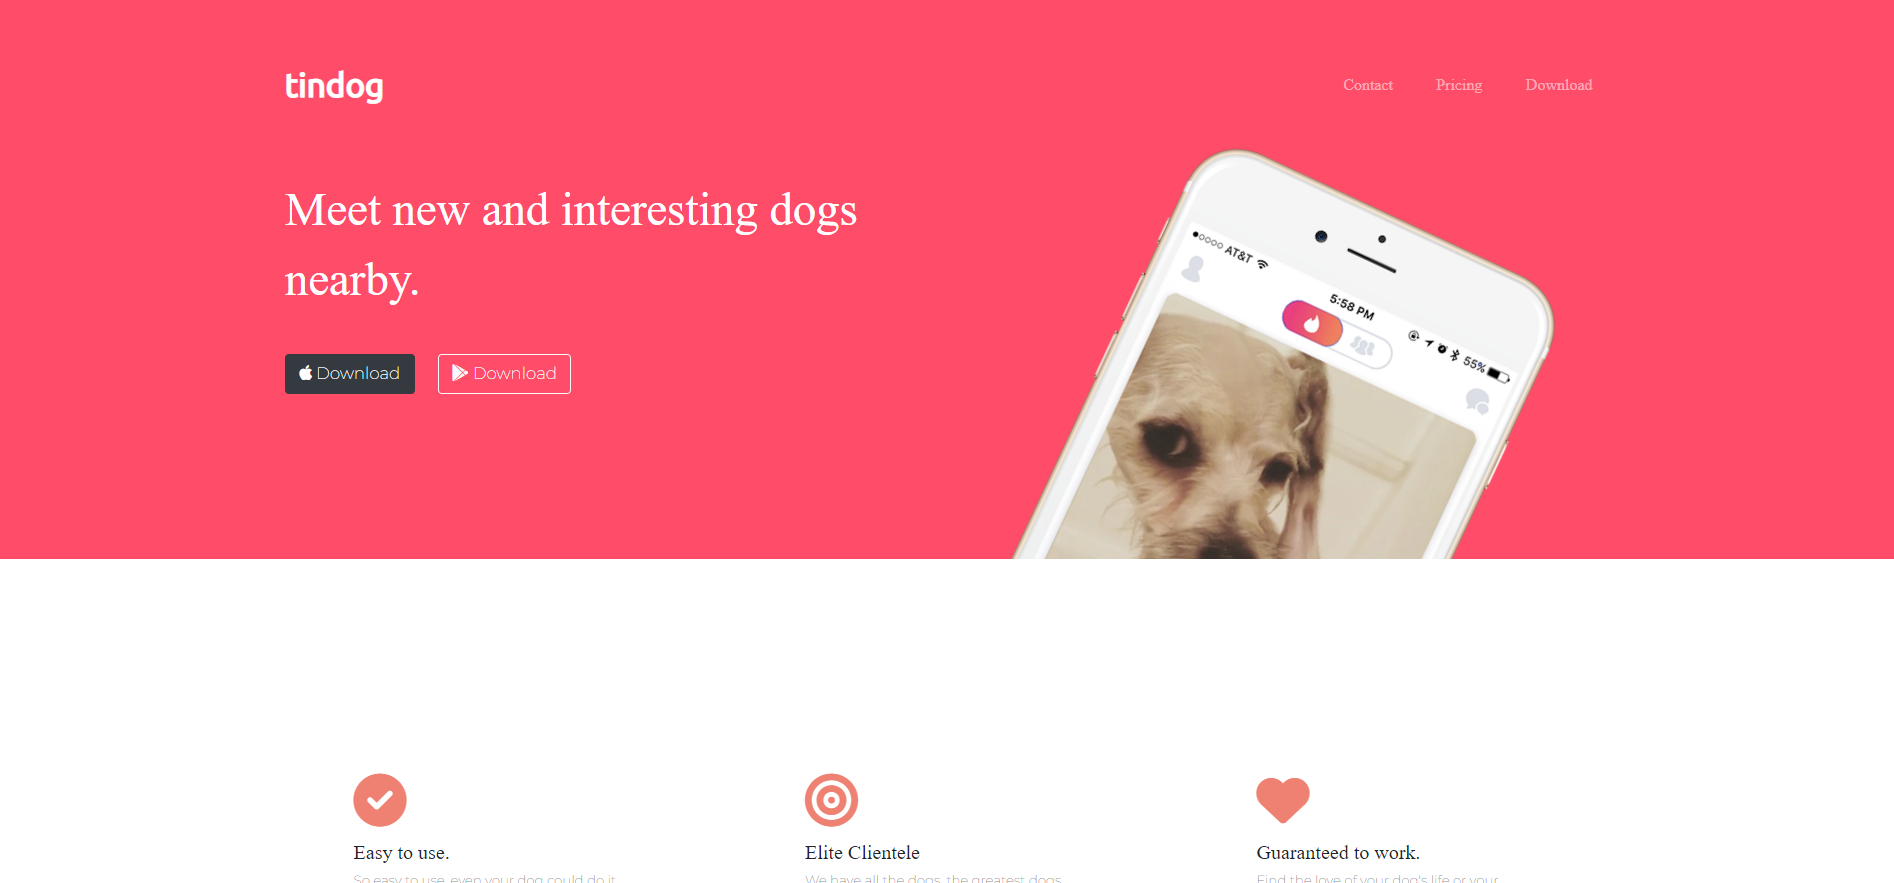 tindog
Contact Pricing Download
Meet new and interesting dogs
nearby.
Download Download
AT&T
5:58 PM
55%
Easy to use. Elite Clientele Guaranteed to work.
So easy to use, even your dog could do it. We have all the dogs, the greatest dogs Find the love of your dog's life or your